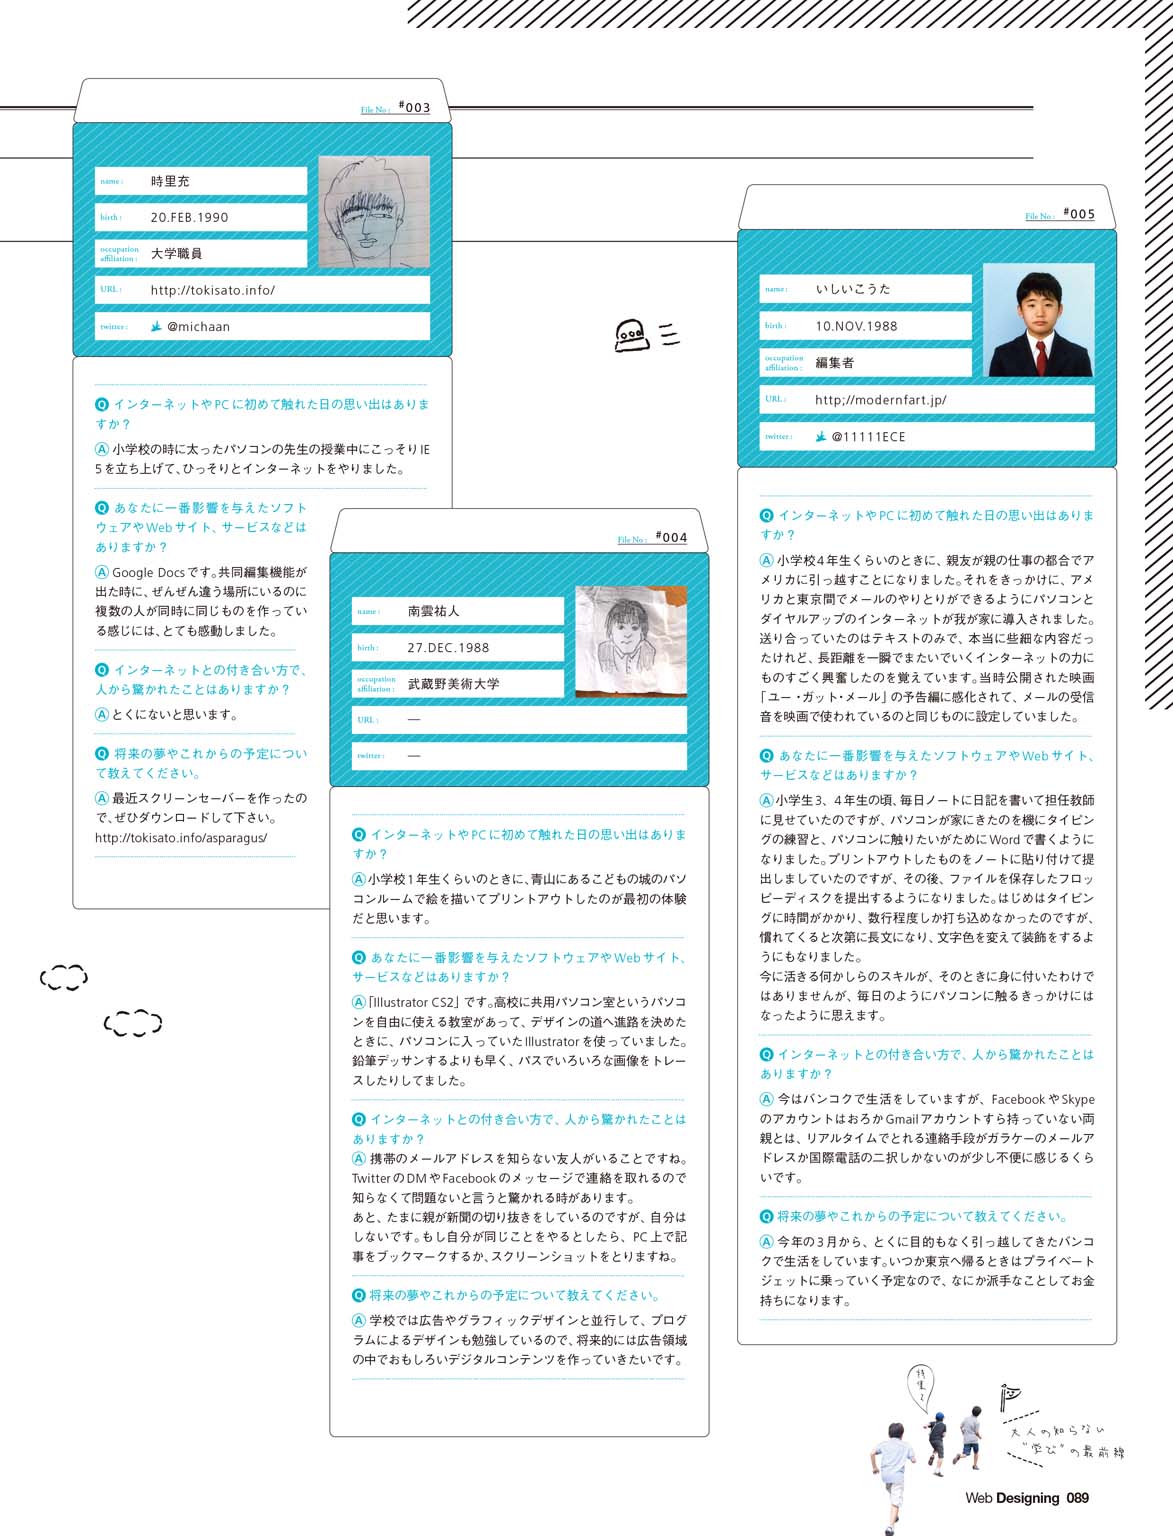 File No : #003
name : 時里充
birth : 20.FEB.1990
occupation
affiliation : 大学職員
URL : http://tokisato.info/
twitter : @michaan
Q インターネットやPCに初めて触れた日の思い出はありま
すか？
A 小学校の時に太ったパソコンの先生の授業中にこっそりIE
5を立ち上げて、ひっそりとインターネットをやりました。
Q あなたに一番影響を与えたソフト
ウェアやWebサイト、サービスなどは
ありますか？
A Google Docsです。共同編集機能が
出た時に、ぜんぜん違う場所にいるのに
複数の人が同時に同じものを作ってい
る感じには、とても感動しました。
Q インターネットとの付き合い方で、
人から驚かれたことはありますか？
A とくにないと思います。
Q 将来の夢やこれからの予定につい
て教えてください。
A 最近スクリーンセーバーを作ったの
で、ぜひダウンロードして下さい。
http://tokisato.info/asparagus/
File No : #004
name : 南雲祐人
birth : 27.DEC.1988
occupation
affiliation : 武蔵野美術大学
URL : —
twitter : —
Q インターネットやPCに初めて触れた日の思い出はありま
すか？
A 小学校1年生くらいのときに、青山にあるこどもの城のパソ
コンルームで絵を描いてプリントアウトしたのが最初の体験
だと思います。
Q あなたに一番影響を与えたソフトウェアやWebサイト、
サービスなどはありますか？
A 「Illustrator CS2」です。高校に共用パソコン室というパソコ
ンを自由に使える教室があって、デザインの道へ進路を決めた
ときに、パソコンに入っていたIllustratorを使っていました。
鉛筆デッサンするよりも早く、パスでいろいろな画像をトレー
スしたりしてました。
Q インターネットとの付き合い方で、人から驚かれたことは
ありますか？
A 携帯のメールアドレスを知らない友人がいることですね。
TwitterのDMやFacebookのメッセージで連絡を取れるので
知らなくて問題ないと言うと驚かれる時があります。
あと、たまに親が新聞の切り抜きをしているのですが、自分は
しないです。もし自分が同じことをやるとしたら、PC上で記
事をブックマークするか、スクリーンショットをとりますね。
Q 将来の夢やこれからの予定について教えてください。
A 学校では広告やグラフィックデザインと並行して、プログ
ラムによるデザインも勉強しているので、将来的には広告領域
の中でおもしろいデジタルコンテンツを作っていきたいです。
File No : #005
name : いしいこうた
birth : 10.NOV.1988
occupation
affiliation : 編集者
URL : http;//modernfart.jp/
twitter : @11111ECE
Q インターネットやPCに初めて触れた日の思い出はありま
すか？
A 小学校4年生くらいのときに、親友が親の仕事の都合でア
メリカに引っ越すことになりました。それをきっかけに、アメ
リカと東京間でメールのやりとりができるようにパソコンと
ダイヤルアップのインターネットが我が家に導入されました。
送り合っていたのはテキストのみで、本当に些細な内容だっ
たけれど、長距離を一瞬でまたいでいくインターネットの力に
ものすごく興奮したのを覚えています。当時公開された映画
「ユー・ガット・メール」の予告編に感化されて、メールの受信
音を映画で使われているのと同じものに設定していました。
Q あなたに一番影響を与えたソフトウェアやWebサイト、
サービスなどはありますか？
A 小学生3、4年生の頃、毎日ノートに日記を書いて担任教師
に見せていたのですが、パソコンが家にきたのを機にタイピン
グの練習と、パソコンに触りたいがためにWordで書くように
なりました。プリントアウトしたものをノートに貼り付けて提
出しましていたのですが、その後、ファイルを保存したフロッ
ピーディスクを提出するようになりました。はじめはタイピン
グに時間がかかり、数行程度しか打ち込めなかったのですが、
慣れてくると次第に長文になり、文字色を変えて装飾をするよ
うにもなりました。
今に活きる何かしらのスキルが、そのときに身に付いたわけで
はありませんが、毎日のようにパソコンに触るきっかけには
なったように思えます。
Q インターネットとの付き合い方で、人から驚かれたことは
ありますか？
A 今はバンコクで生活をしていますが、FacebookやSkype
のアカウントはおろかGmailアカウントすら持っていない両
親とは、リアルタイムでとれる連絡手段がガラケーのメールア
ドレスか国際電話の二択しかないのが少し不便に感じるくら
いです。
Q 将来の夢やこれからの予定について教えてください。
A 今年の3月から、とくに目的もなく引っ越してきたバンコ
クで生活をしています。いつか東京へ帰るときはプライベート
ジェットに乗っていく予定なので、なにか派手なことしてお金
持ちになります。
特集2
大人の知らない
"学び"の最前線
Web Designing 089